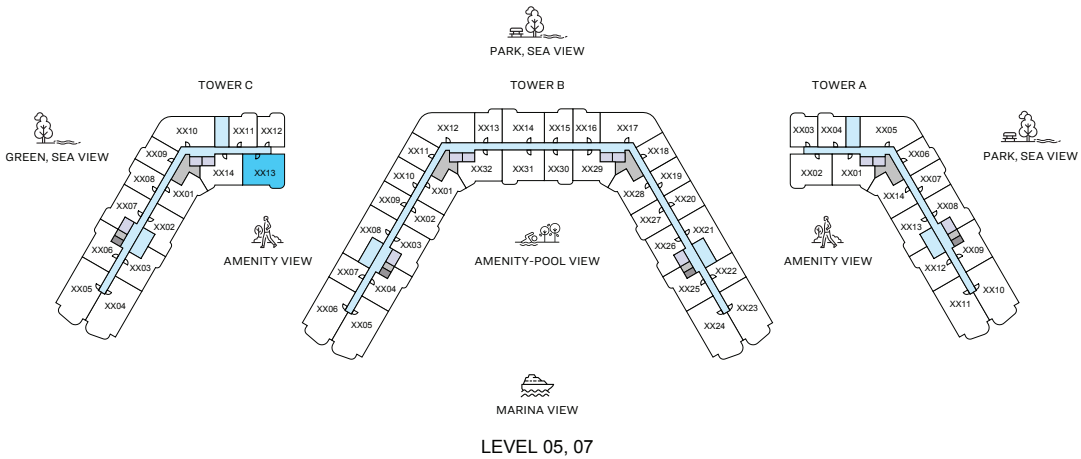 PARK, SEA VIEW
TOWER C
TOWER B
TOWER A
GREEN, SEA VIEW
PARK, SEA VIEW
XX10
XX11
XX12
XX09
XX08
XX07
XX06
XX05
XX04
XX03
XX02
XX01
XX14
XX13
AMENITY VIEW
XX12
XX13
XX14
XX15
XX16
XX17
XX11
XX32
XX31
XX30
XX29
XX18
XX10
XX01
XX28
XX19
XX09
XX02
XX27
XX20
XX08
XX03
XX26
XX21
XX07
XX04
XX25
XX22
XX06
XX05
XX24
XX23
AMENITY-POOL VIEW
XX03
XX04
XX05
XX02
XX01
XX06
XX14
XX07
XX13
XX08
XX12
XX09
XX11
XX10
AMENITY VIEW
MARINA VIEW
LEVEL 05, 07